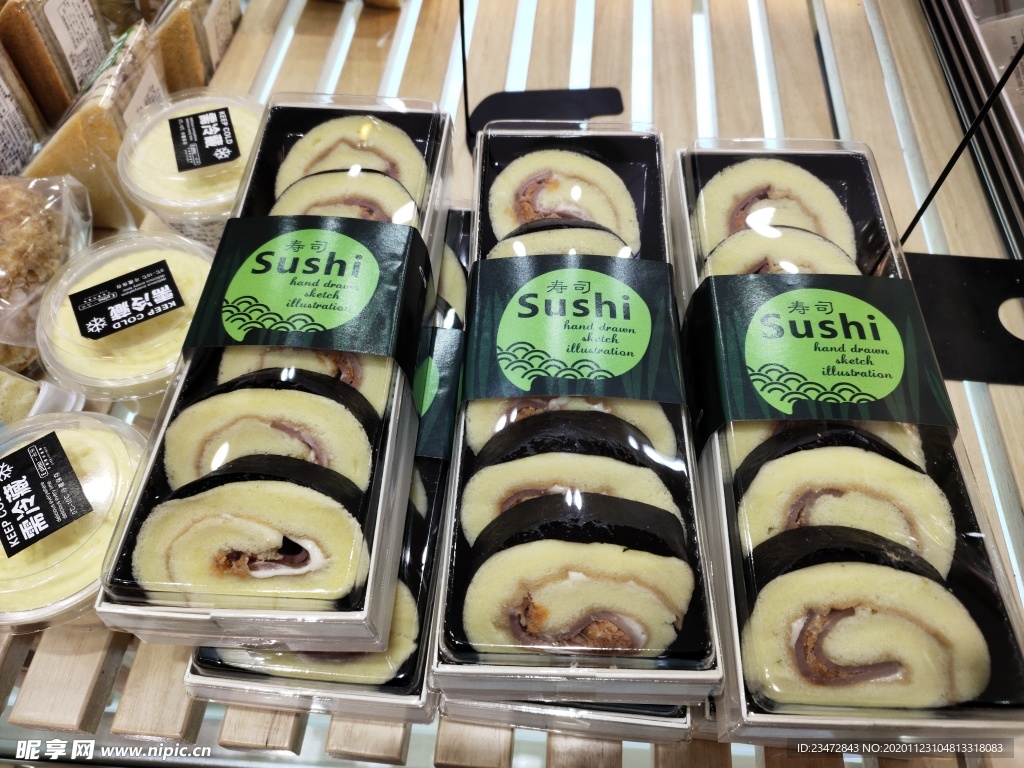 KEEP COLD
需冷藏
寿司
Sushi
hand drawn
sketch
illustration
寿司
Sushi
hand drawn
sketch
illustration
寿司
Sushi
hand drawn
sketch
illustration
KEEP COLD
需冷藏
KEEP COLD
需冷藏
昵享网 www.nipic.cn
ID:23472843 NO:20201123104813318083